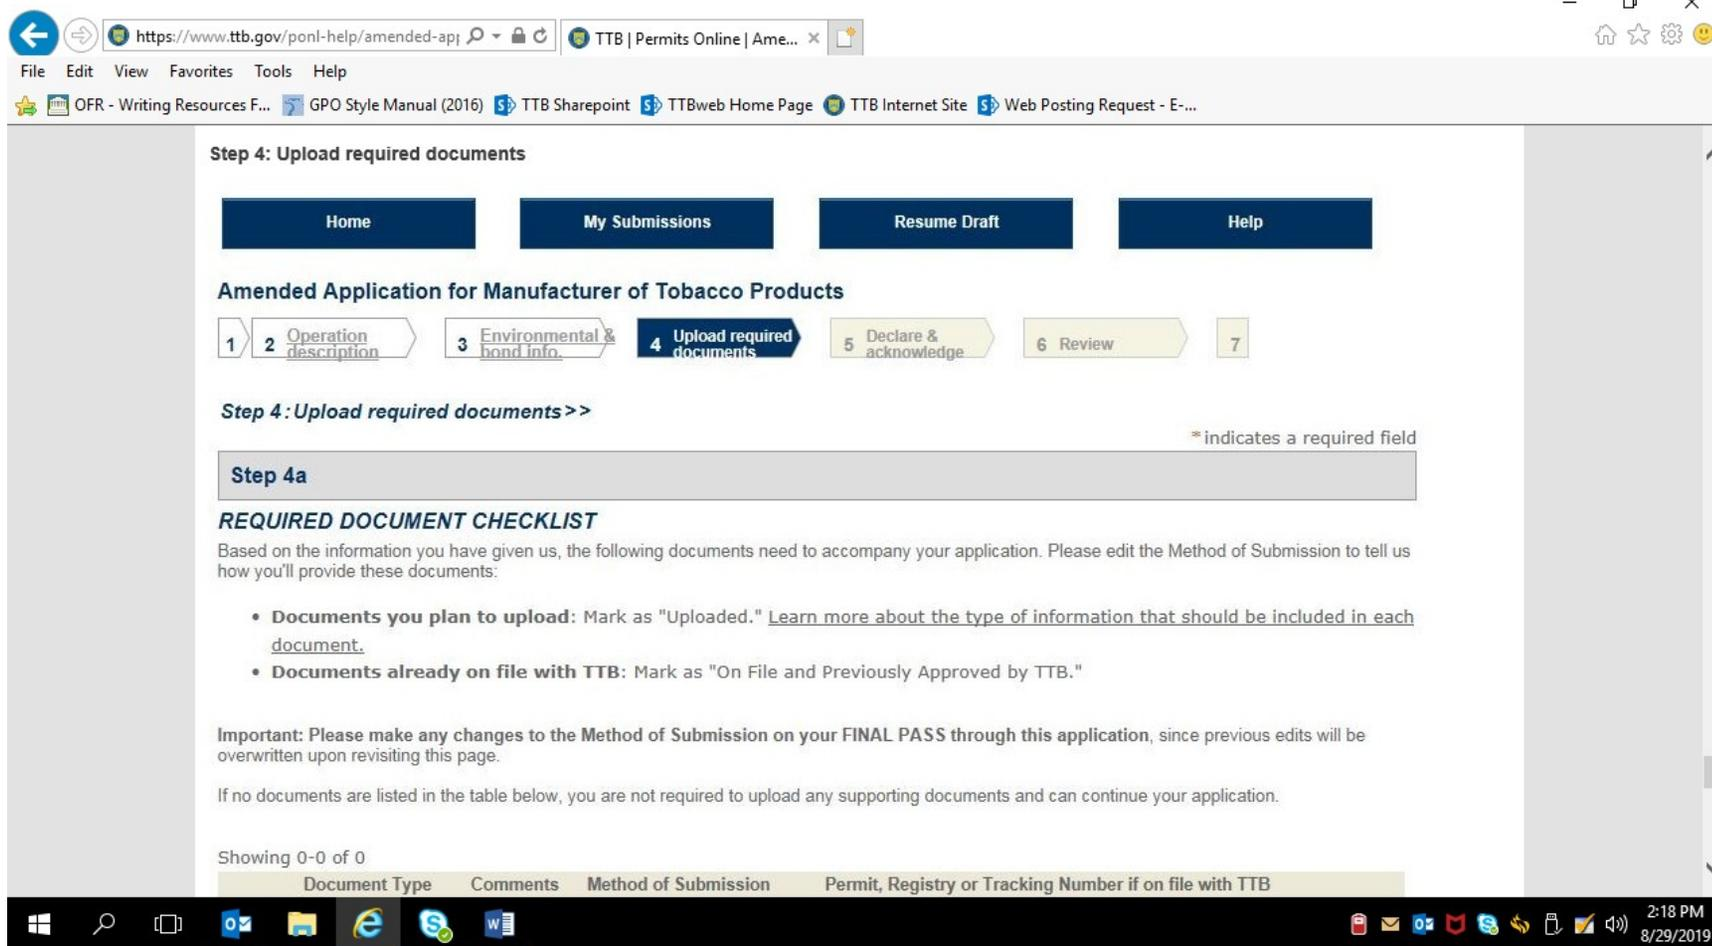 https://www.ttb.gov/ponl-help/amended-ap
TTB | Permits Online | Ame...
File Edit View Favorites Tools Help
OFR - Writing Resources F... GPO Style Manual (2016) TTB Sharepoint TTBweb Home Page TTB Internet Site Web Posting Request - E-...
Step 4: Upload required documents
Home My Submissions Resume Draft Help
Amended Application for Manufacturer of Tobacco Products
1 2 Operation description 3 Environmental & bond info. 4 Upload required documents 5 Declare & acknowledge 6 Review 7
Step 4: Upload required documents>>
*indicates a required field
Step 4a
REQUIRED DOCUMENT CHECKLIST
Based on the information you have given us, the following documents need to accompany your application. Please edit the Method of Submission to tell us
how you'll provide these documents:
• Documents you plan to upload: Mark as "Uploaded." Learn more about the type of information that should be included in each
document.
• Documents already on file with TTB: Mark as "On File and Previously Approved by TTB."
Important: Please make any changes to the Method of Submission on your FINAL PASS through this application, since previous edits will be
overwritten upon revisiting this page.
If no documents are listed in the table below, you are not required to upload any supporting documents and can continue your application.
Showing 0-0 of 0
Document Type Comments Method of Submission Permit, Registry or Tracking Number if on file with TTB
2:18 PM
8/29/2019